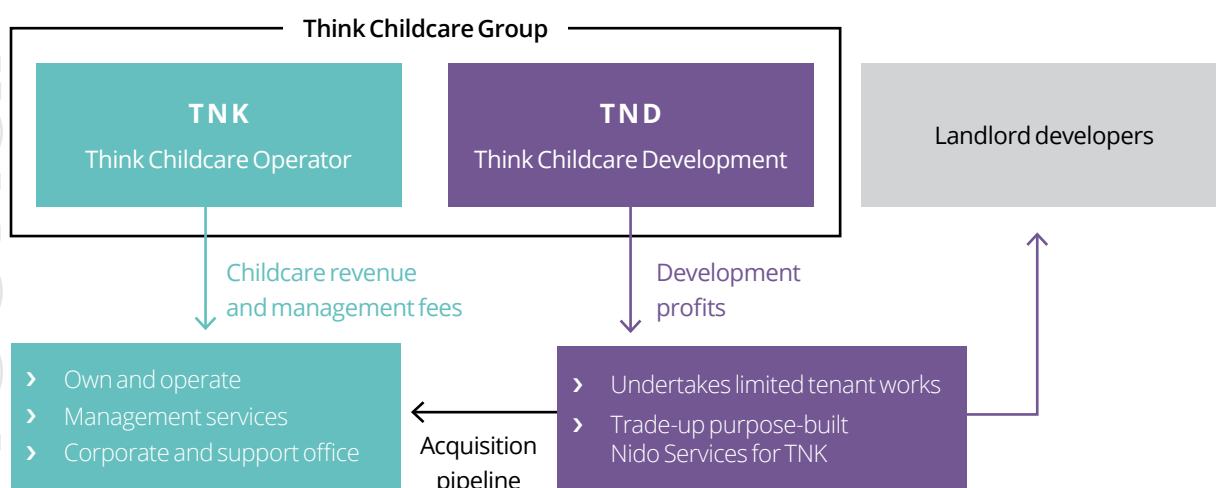 Think Childcare Group
TNK
Think Childcare Operator
TND
Think Childcare Development
Landlord developers
Childcare revenue
and management fees
Development
profits
› Own and operate
› Management services
› Corporate and support office
Acquisition
pipeline
› Undertakes limited tenant works
› Trade-up purpose-built
Nido Services for TNK